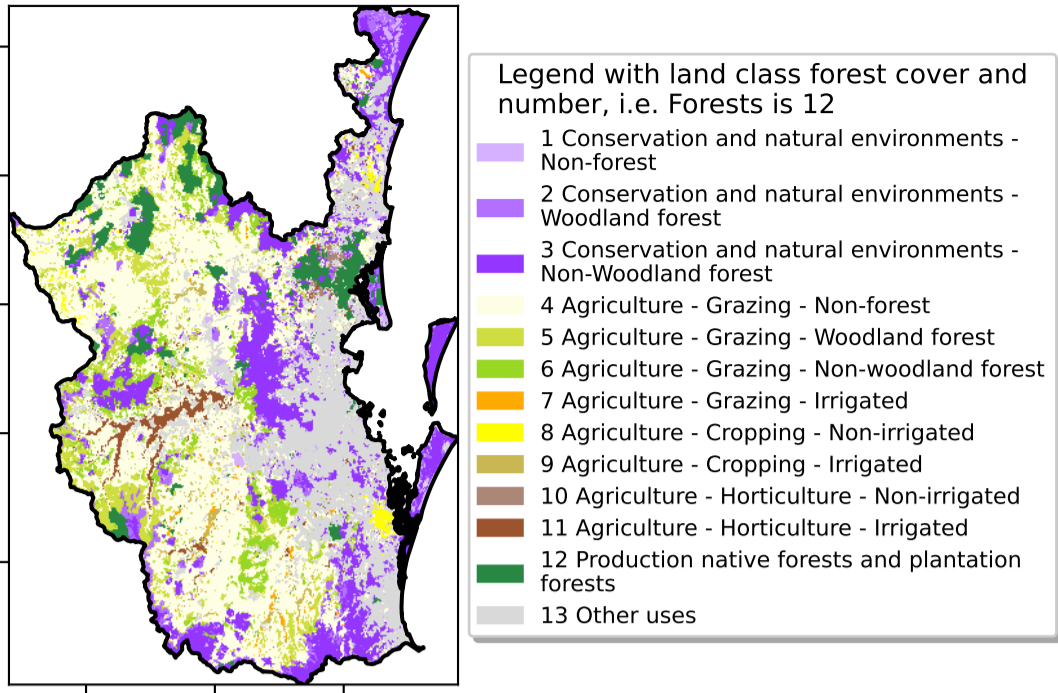 Legend with land class forest cover and
number, i.e. Forests is 12
1 Conservation and natural environments -
Non-forest
2 Conservation and natural environments -
Woodland forest
3 Conservation and natural environments -
Non-Woodland forest
4 Agriculture - Grazing - Non-forest
5 Agriculture - Grazing - Woodland forest
6 Agriculture - Grazing - Non-woodland forest
7 Agriculture - Grazing - Irrigated
8 Agriculture - Cropping - Non-irrigated
9 Agriculture - Cropping - Irrigated
10 Agriculture - Horticulture - Non-irrigated
11 Agriculture - Horticulture - Irrigated
12 Production native forests and plantation
forests
13 Other uses